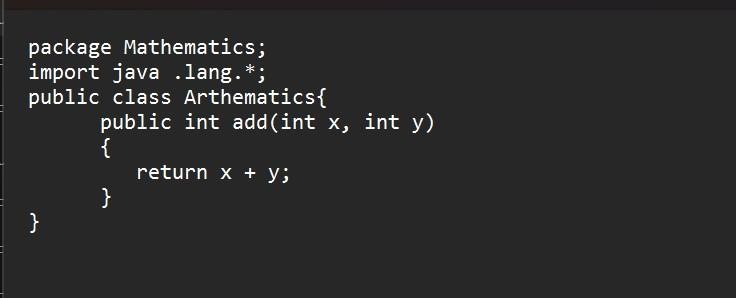 package Mathematics;
import java .lang.*;
public class Arthematics{
public int add(int x, int y)
{
return x + y;
}
}